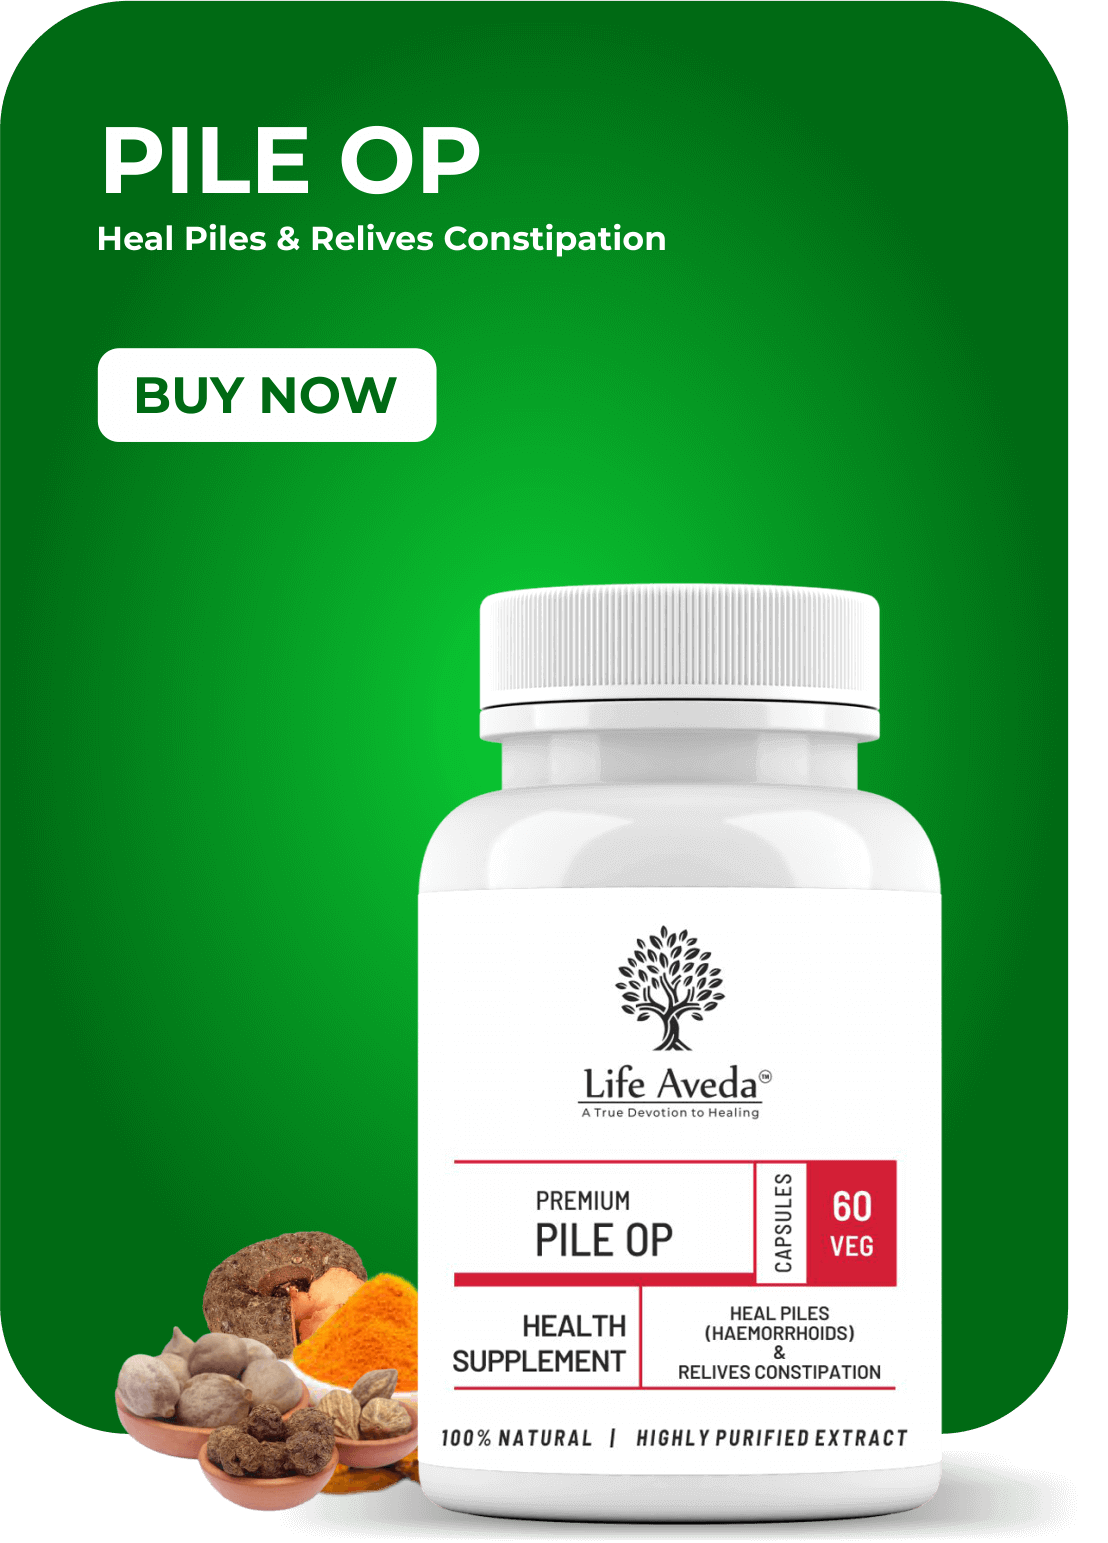 PILE OP
Heal Piles & Relives Constipation
BUY NOW
Life Aveda™
A True Devotion to Healing
PREMIUM
PILE OP
CAPSULES
60
VEG
HEALTH
SUPPLEMENT
HEAL PILES
(HAEMORRHOIDS)
&
RELIVES CONSTIPATION
100% NATURAL | HIGHLY PURIFIED EXTRACT